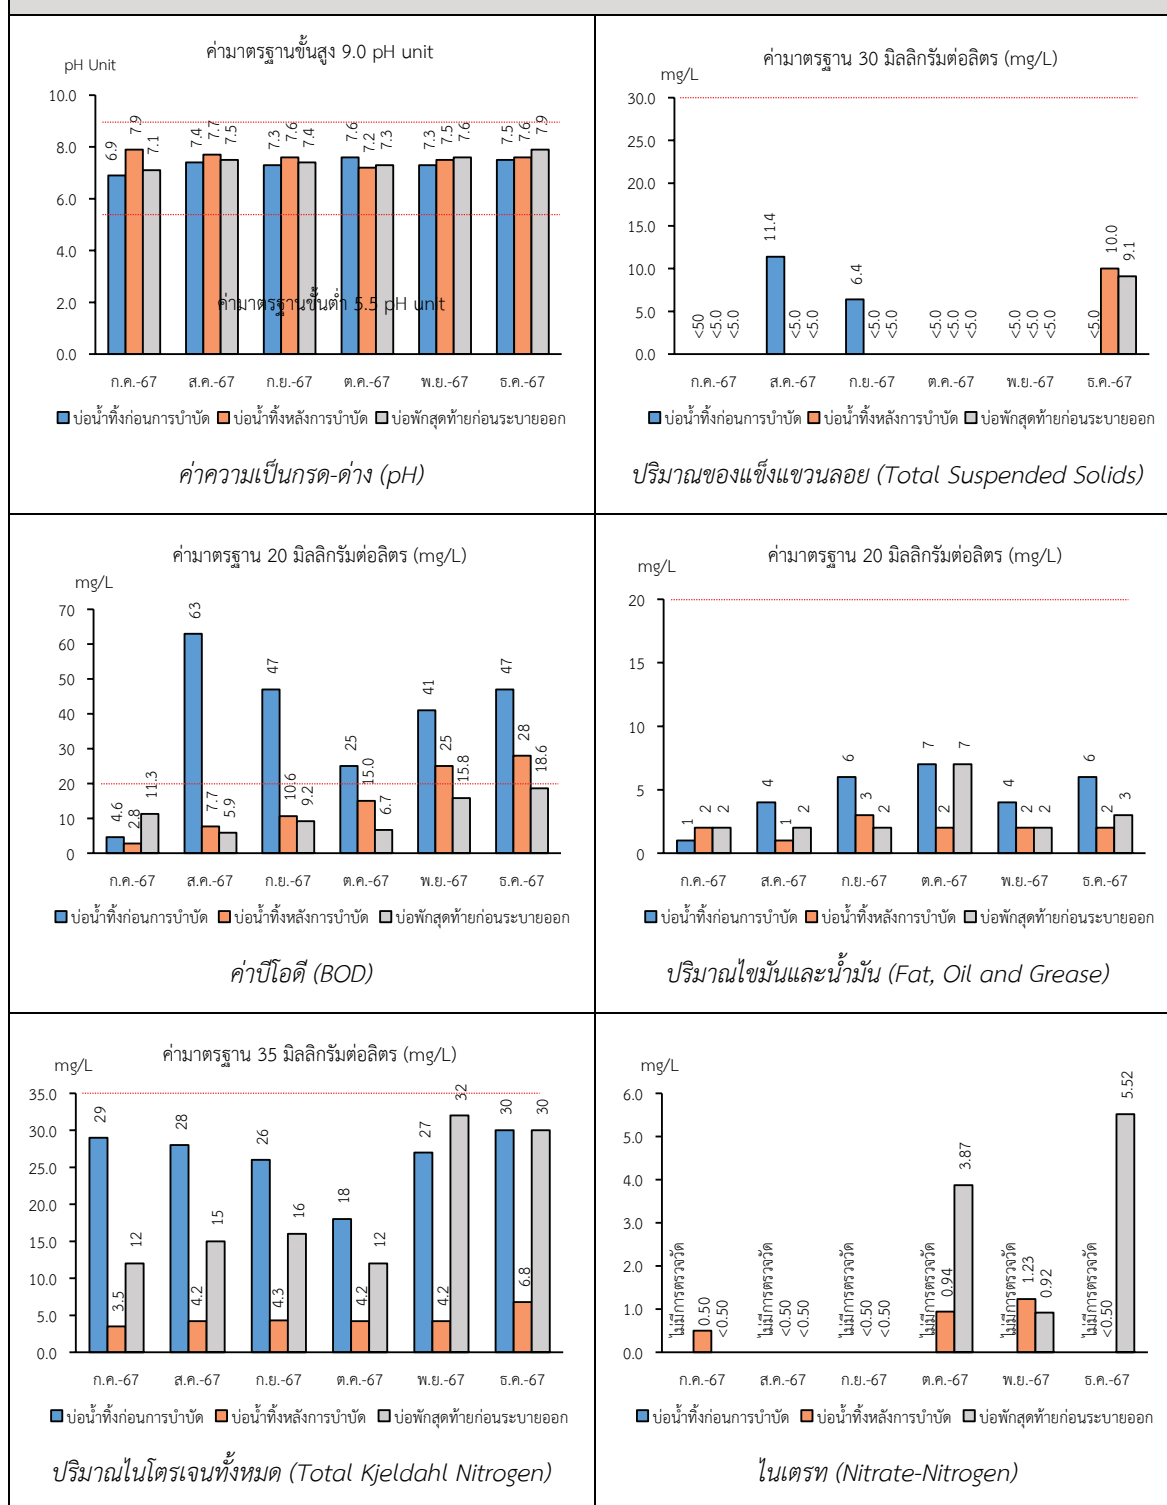 ค่ามาตรฐานขั้นสูง 9.0 pH unit
pH Unit
10.0
8.0
6.0
4.0
2.0
0.0
6.9 7.9 7.1 7.4 7.7 7.5 7.3 7.6 7.4 7.6 7.2 7.3 7.3 7.5 7.6 7.5 7.6 7.9
ค่ามาตรฐานขั้นต่ำ 5.5 pH unit
ก.ค.-67 ส.ค.-67 ก.ย.-67 ต.ค.-67 พ.ย.-67 ธ.ค.-67
บ่อน้ำทิ้งก่อนการบำบัด บ่อน้ำทิ้งหลังการบำบัด บ่อพักสุดท้ายก่อนระบายออก
ค่าความเป็นกรด-ด่าง (pH)
ค่ามาตรฐาน 30 มิลลิกรัมต่อลิตร (mg/L)
mg/L
30.0
20.0
15.0
10.0
5.0
0.0
<50 <5.0 <5.0 11.4 <5.0 <5.0 6.4 <5.0 <5.0 <5.0 <5.0 <5.0 <5.0 <5.0 <5.0 <5.0 10.0 9.1
ก.ค.-67 ส.ค.-67 ก.ย.-67 ต.ค.-67 พ.ย.-67 ธ.ค.-67
บ่อน้ำทิ้งก่อนการบำบัด บ่อน้ำทิ้งหลังการบำบัด บ่อพักสุดท้ายก่อนระบายออก
ปริมาณของแข็งแขวนลอย (Total Suspended Solids)
ค่ามาตรฐาน 20 มิลลิกรัมต่อลิตร (mg/L)
mg/L
70
60
50
40
30
20
10
0
4.6 2.8 11.3 63 7.7 5.9 47 10.6 9.2 25 15.0 6.7 41 25 15.8 47 28 18.6
ก.ค.-67 ส.ค.-67 ก.ย.-67 ต.ค.-67 พ.ย.-67 ธ.ค.-67
บ่อน้ำทิ้งก่อนการบำบัด บ่อน้ำทิ้งหลังการบำบัด บ่อพักสุดท้ายก่อนระบายออก
ค่าบีโอดี (BOD)
ค่ามาตรฐาน 20 มิลลิกรัมต่อลิตร (mg/L)
mg/L
20
15
10
5
0
1 2 2 4 1 2 6 3 2 7 2 7 4 2 2 6 2 3
ก.ค.-67 ส.ค.-67 ก.ย.-67 ต.ค.-67 พ.ย.-67 ธ.ค.-67
บ่อน้ำทิ้งก่อนการบำบัด บ่อน้ำทิ้งหลังการบำบัด บ่อพักสุดท้ายก่อนระบายออก
ปริมาณไขมันและน้ำมัน (Fat, Oil and Grease)
ค่ามาตรฐาน 35 มิลลิกรัมต่อลิตร (mg/L)
mg/L
35.0
30.0
25.0
20.0
15.0
10.0
5.0
0.0
29 3.5 12 28 4.2 15 26 4.3 16 18 4.2 12 27 4.2 32 30 6.8 30
ก.ค.-67 ส.ค.-67 ก.ย.-67 ต.ค.-67 พ.ย.-67 ธ.ค.-67
บ่อน้ำทิ้งก่อนการบำบัด บ่อน้ำทิ้งหลังการบำบัด บ่อพักสุดท้ายก่อนระบายออก
ปริมาณไนโตรเจนทั้งหมด (Total Kjeldahl Nitrogen)
mg/L
6.0
5.0
4.0
3.0
2.0
1.0
0.0
ไม่มีการตรวจวัด 0.50 <0.50 ไม่มีการตรวจวัด <0.50 <0.50 ไม่มีการตรวจวัด <0.50 <0.50 ไม่มีการตรวจวัด 0.94 3.87 ไม่มีการตรวจวัด 1.23 0.92 ไม่มีการตรวจวัด <0.50 5.52
ก.ค.-67 ส.ค.-67 ก.ย.-67 ต.ค.-67 พ.ย.-67 ธ.ค.-67
บ่อน้ำทิ้งก่อนการบำบัด บ่อน้ำทิ้งหลังการบำบัด บ่อพักสุดท้ายก่อนระบายออก
ไนเตรท (Nitrate-Nitrogen)